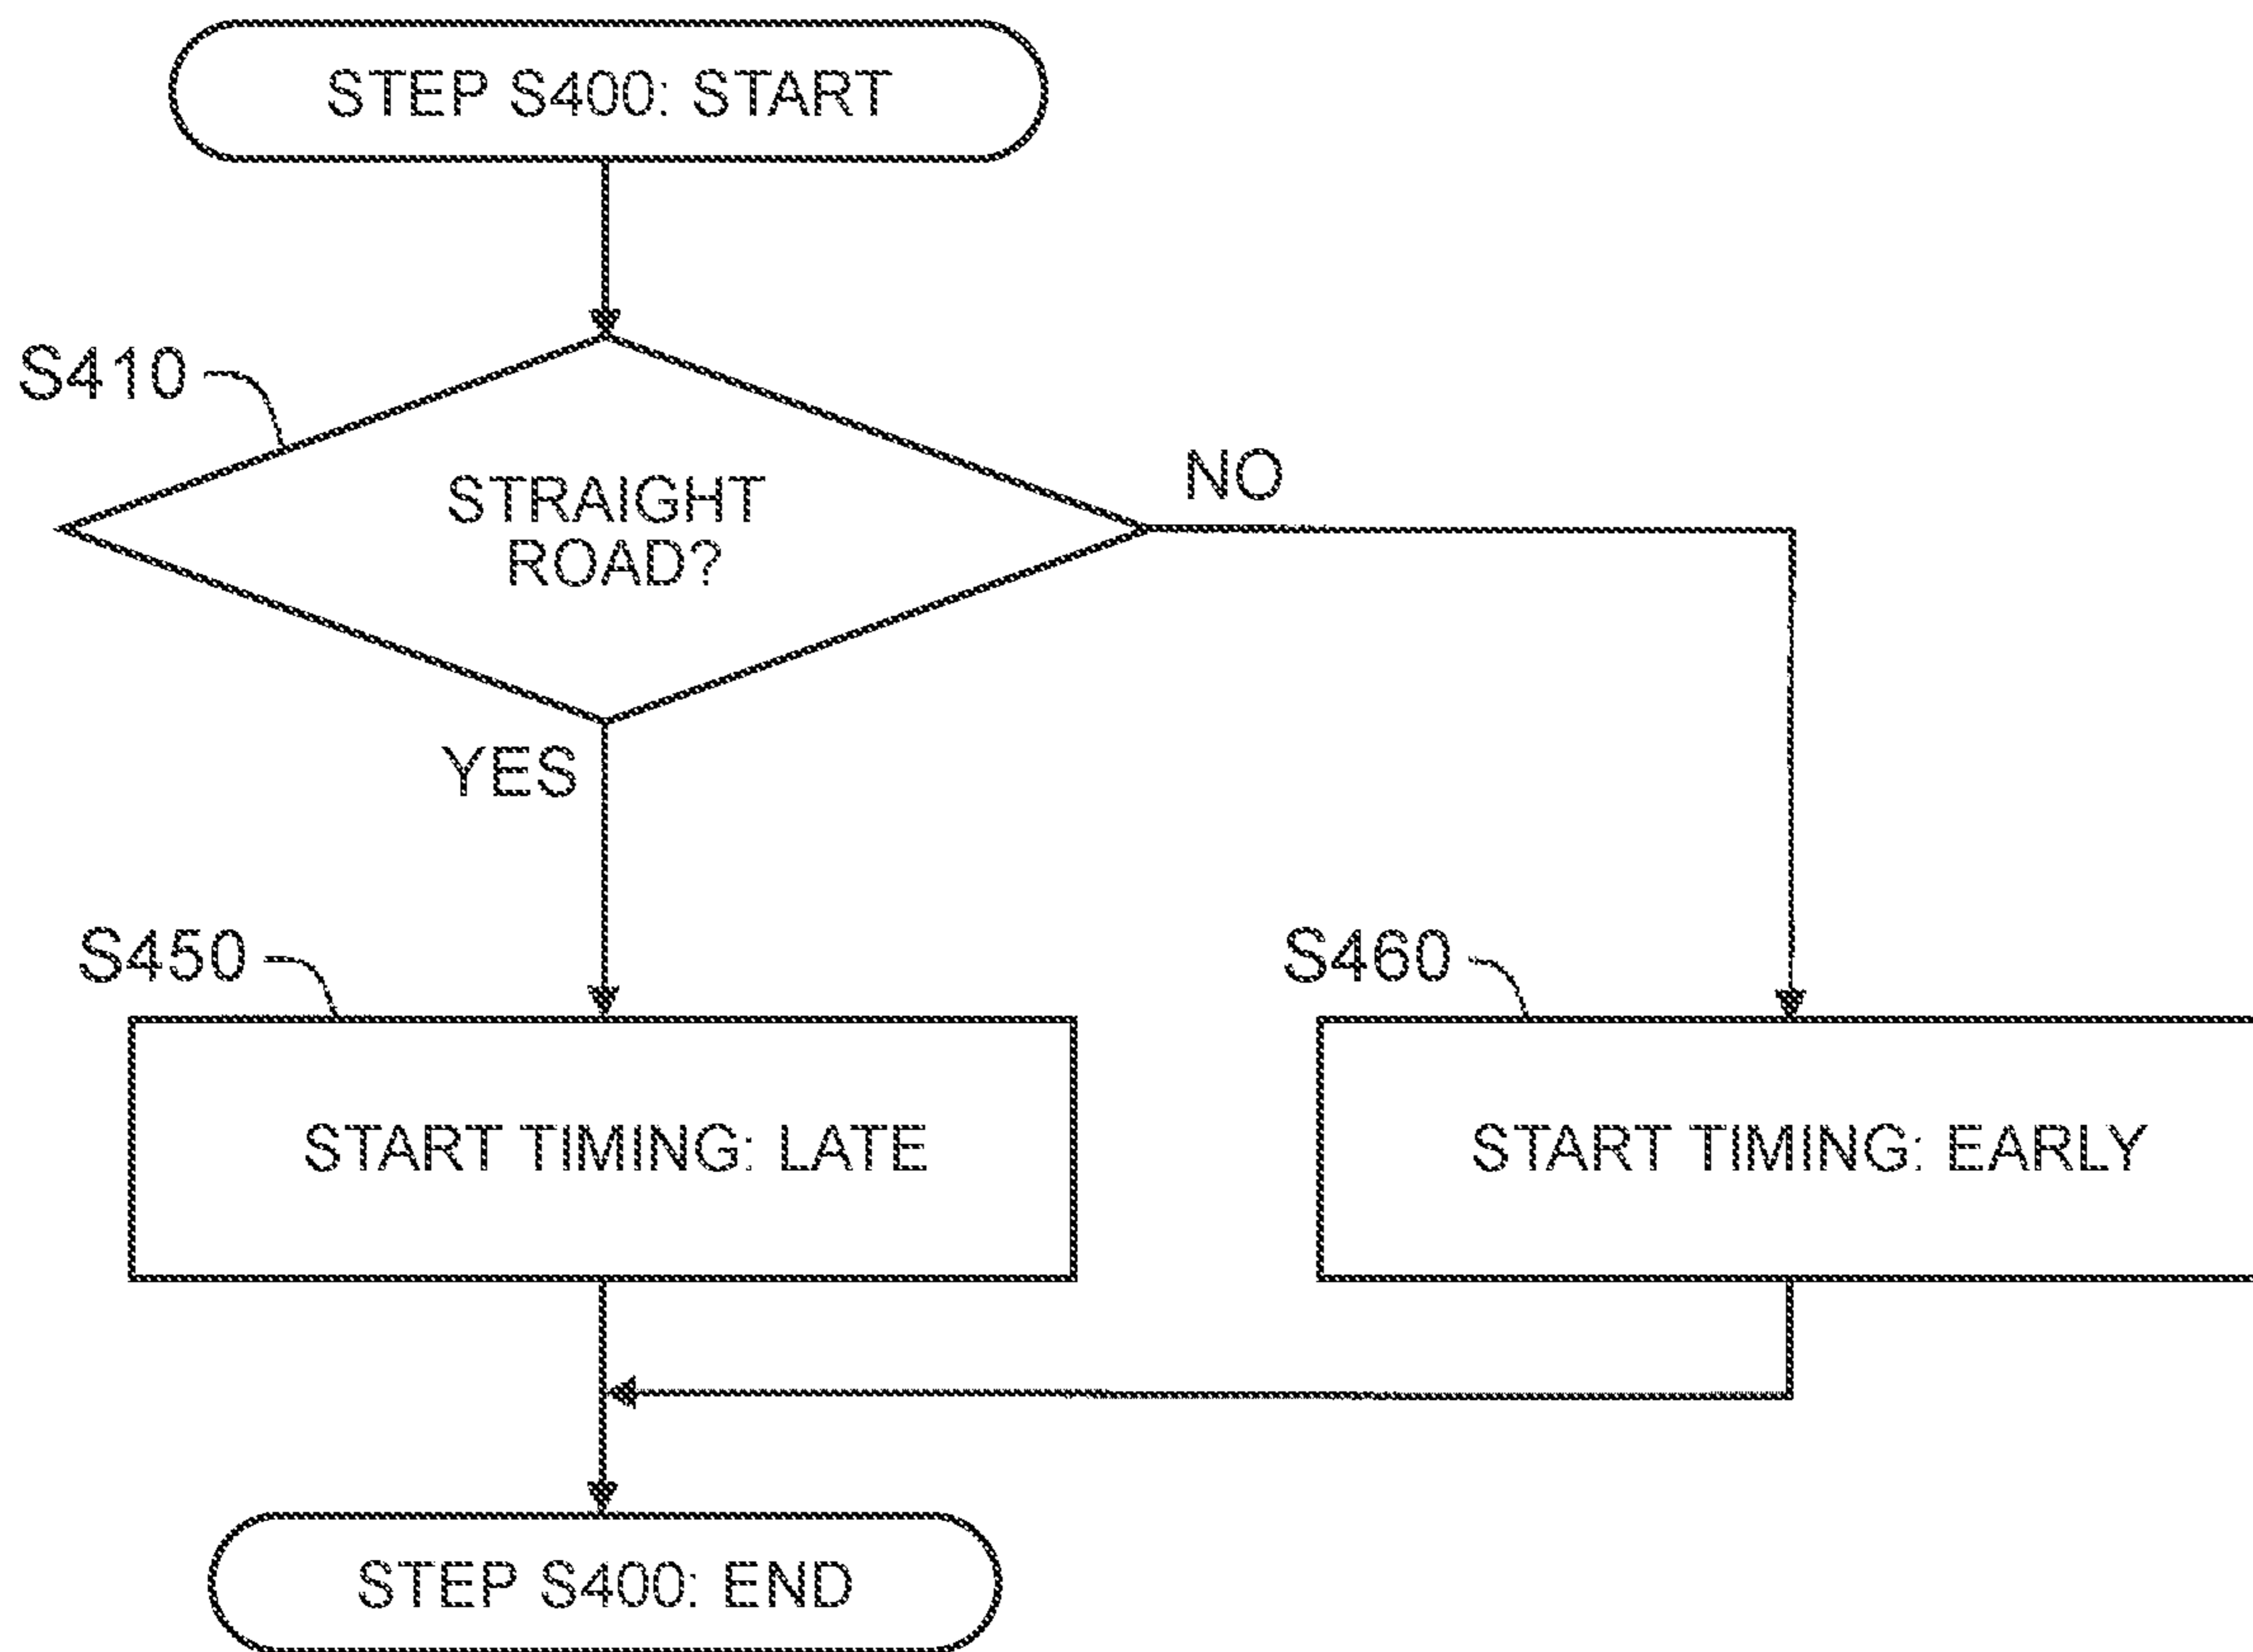 STEP S400: START
S410
STRAIGHT
ROAD?
NO
YES
S450
S460
START TIMING: LATE
START TIMING: EARLY
STEP S400: END